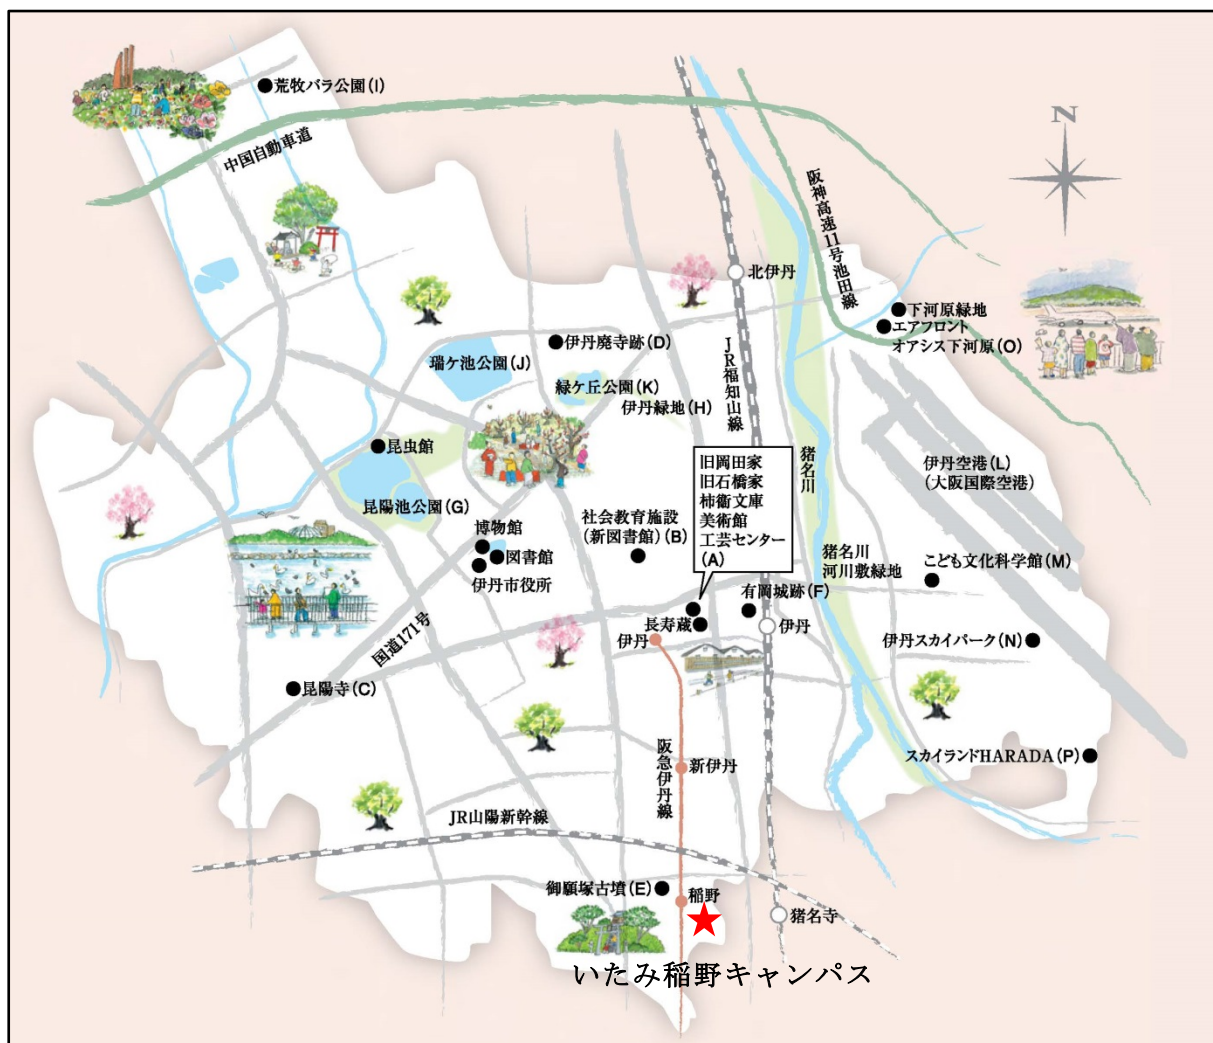 荒牧バラ公園(I)
中国自動車道
N
阪神高速11号池田線
北伊丹
下河原緑地
エアフロント
オアシス下河原(O)
伊丹廃寺跡(D)
瑞ケ池公園(J)
緑ケ丘公園(K)
伊丹緑地(H)
JR福知山線
昆虫館
猪名川
旧岡田家
旧石橋家
柿衞文庫
美術館
工芸センター
(A)
伊丹空港(L)
(大阪国際空港)
昆陽池公園(G)
博物館
図書館
伊丹市役所
社会教育施設
(新図書館)(B)
猪名川
河川敷緑地
こども文化科学館(M)
有岡城跡(F)
長寿蔵
伊丹
伊丹
国道171号
伊丹スカイパーク(N)
昆陽寺(C)
阪急伊丹線
新伊丹
スカイランドHARADA(P)
JR山陽新幹線
御願塚古墳(E)
稲野
猪名寺
いたみ稲野キャンパス